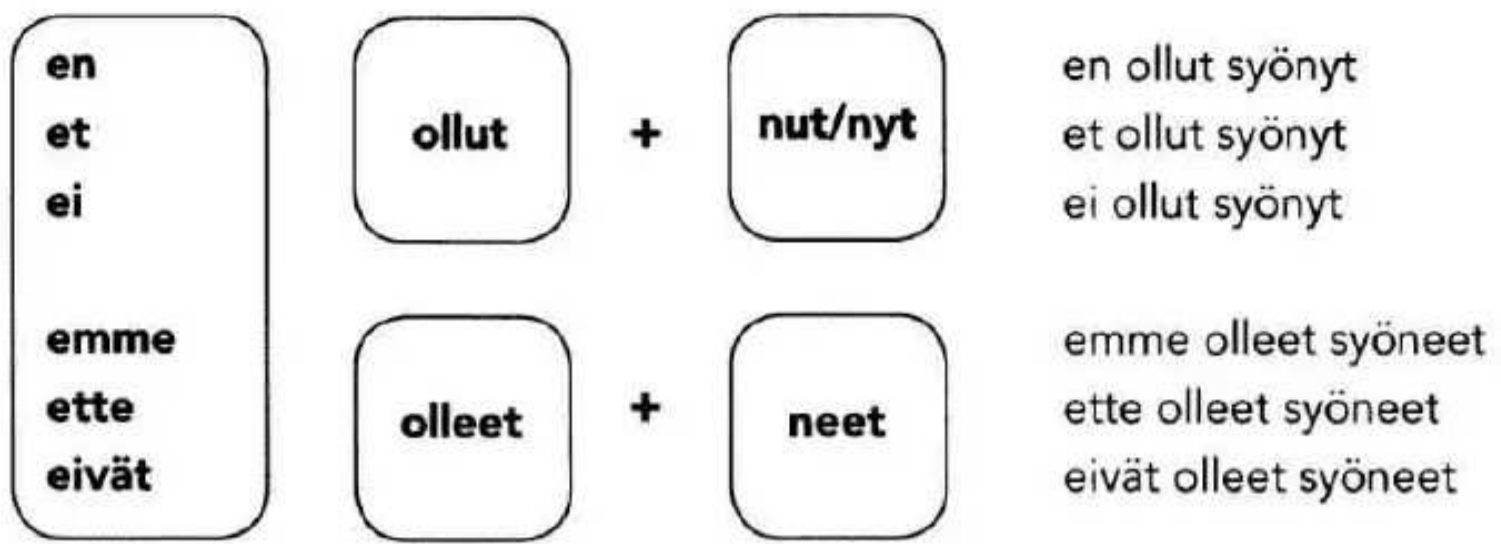 en ollut + nut/nyt en ollut syönyt
et et ollut syönyt
ei ei ollut syönyt
emme olleet + neet emme olleet syöneet
ette ette olleet syöneet
eivät eivät olleet syöneet